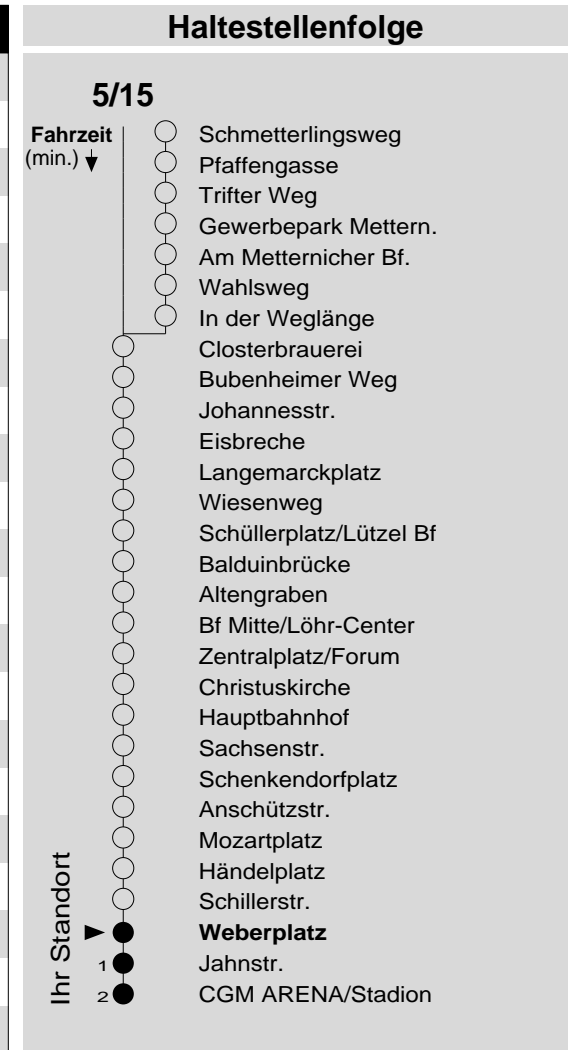 Haltestellenfolge
5/15
Fahrzeit
(min.)
Schmetterlingsweg
Pfaffengasse
Trifter Weg
Gewerbepark Mettern.
Am Metternicher Bf.
Wahlsweg
In der Weglänge
Closterbrauerei
Bubenheimer Weg
Johannesstr.
Eisbreche
Langemarckplatz
Wiesenweg
Schüllerplatz/Lützel Bf
Balduinbrücke
Altengraben
Bf Mitte/Löhr-Center
Zentralplatz/Forum
Christuskirche
Hauptbahnhof
Sachsenstr.
Schenkendorfplatz
Anschützstr.
Mozartplatz
Händelplatz
Schillerstr.
Ihr Standort
Weberplatz
1 Jahnstr.
2 CGM ARENA/Stadion